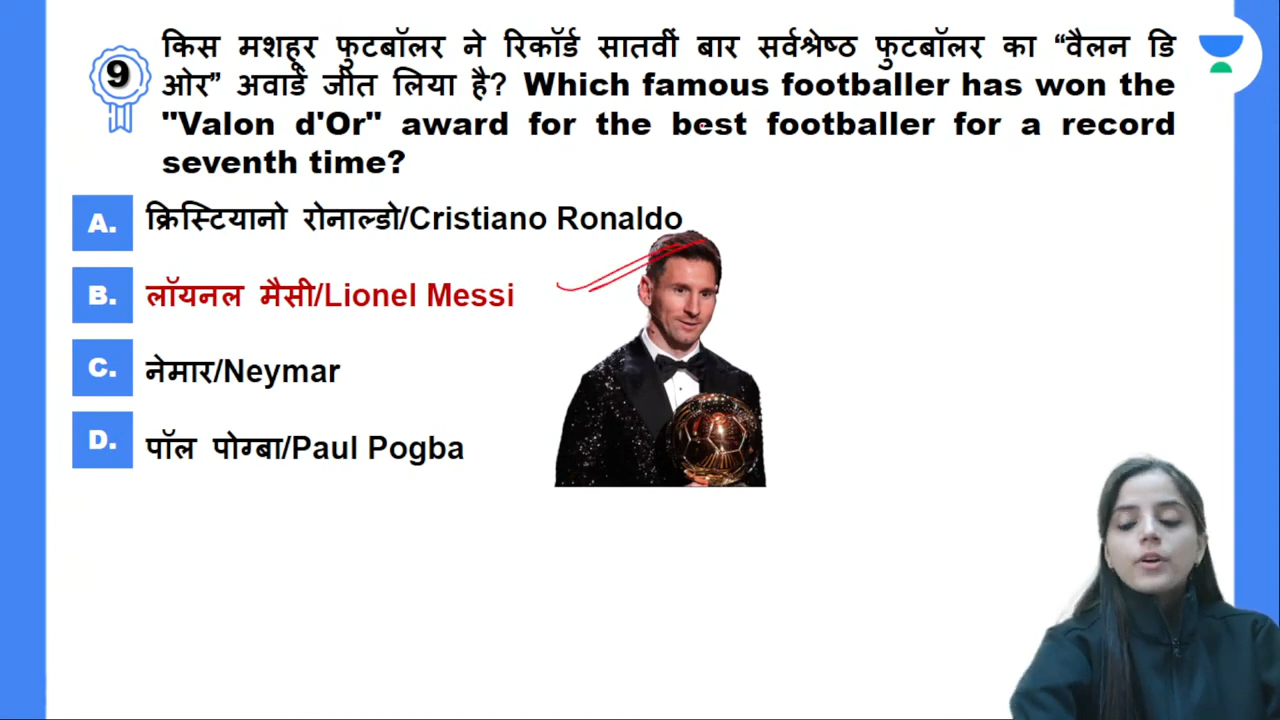 9
किस मशहूर फुटबॉलर ने रिकॉर्ड सातवीं बार सर्वश्रेष्ठ फुटबॉलर का “वैलन डि
ओर” अवार्ड जीत लिया है? Which famous footballer has won the
"Valon d'Or" award for the best footballer for a record
seventh time?
A. क्रिस्टियानो रोनाल्डो/Cristiano Ronaldo
B. लॉयनल मैसी/Lionel Messi
C. नेमार/Neymar
D. पॉल पोग्बा/Paul Pogba